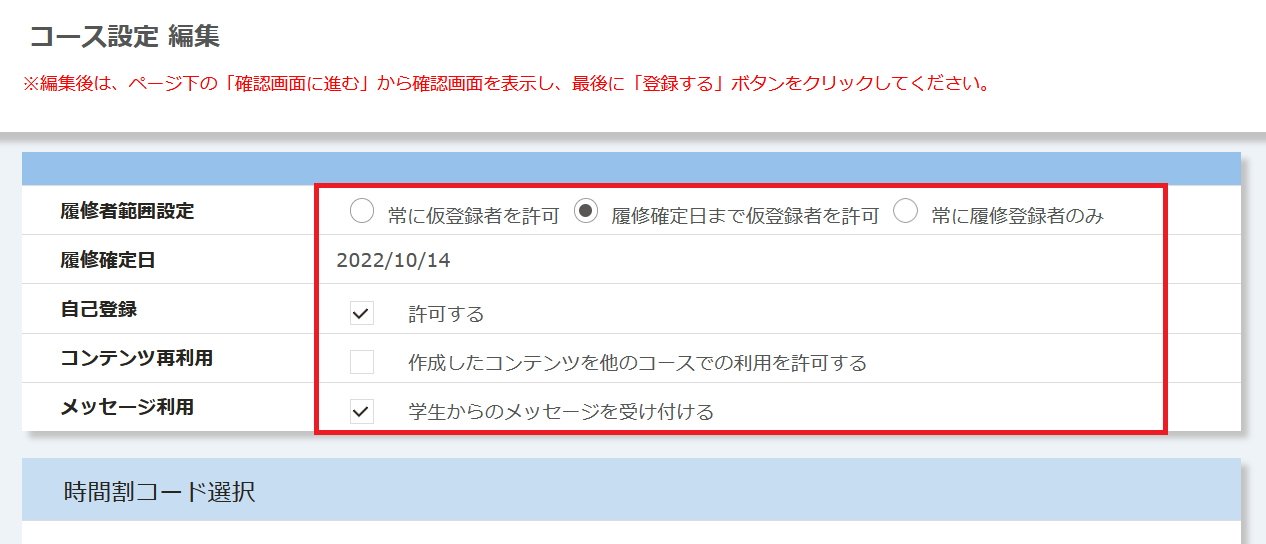 コース設定 編集
※編集後は、ページ下の「確認画面に進む」から確認画面を表示し、最後に「登録する」ボタンをクリックしてください。
履修者範囲設定 常に仮登録者を許可 履修確定日まで仮登録者を許可 常に履修登録者のみ
履修確定日 2022/10/14
自己登録 許可する
コンテンツ再利用 作成したコンテンツを他のコースでの利用を許可する
メッセージ利用 学生からのメッセージを受け付ける
時間割コード選択